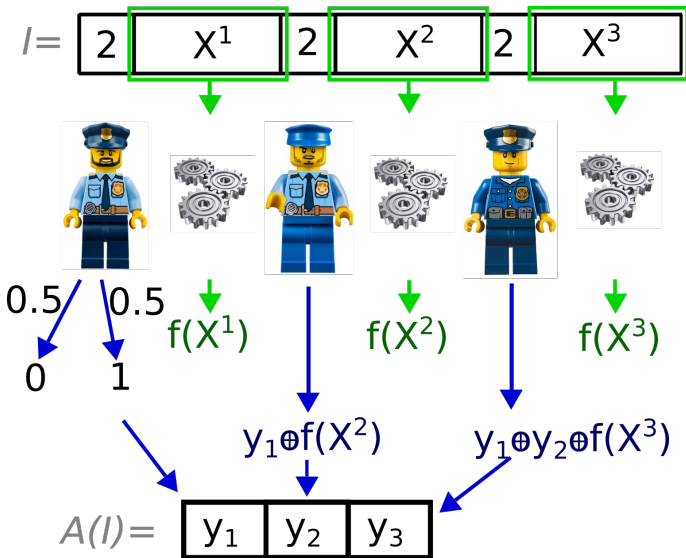 I= 2 X¹ 2 X² 2 X³
0.5 0.5
f(X¹) f(X²) f(X³)
0 1
y₁⊕f(X²) y₁⊕y₂⊕f(X³)
A(I)= y₁ y₂ y₃